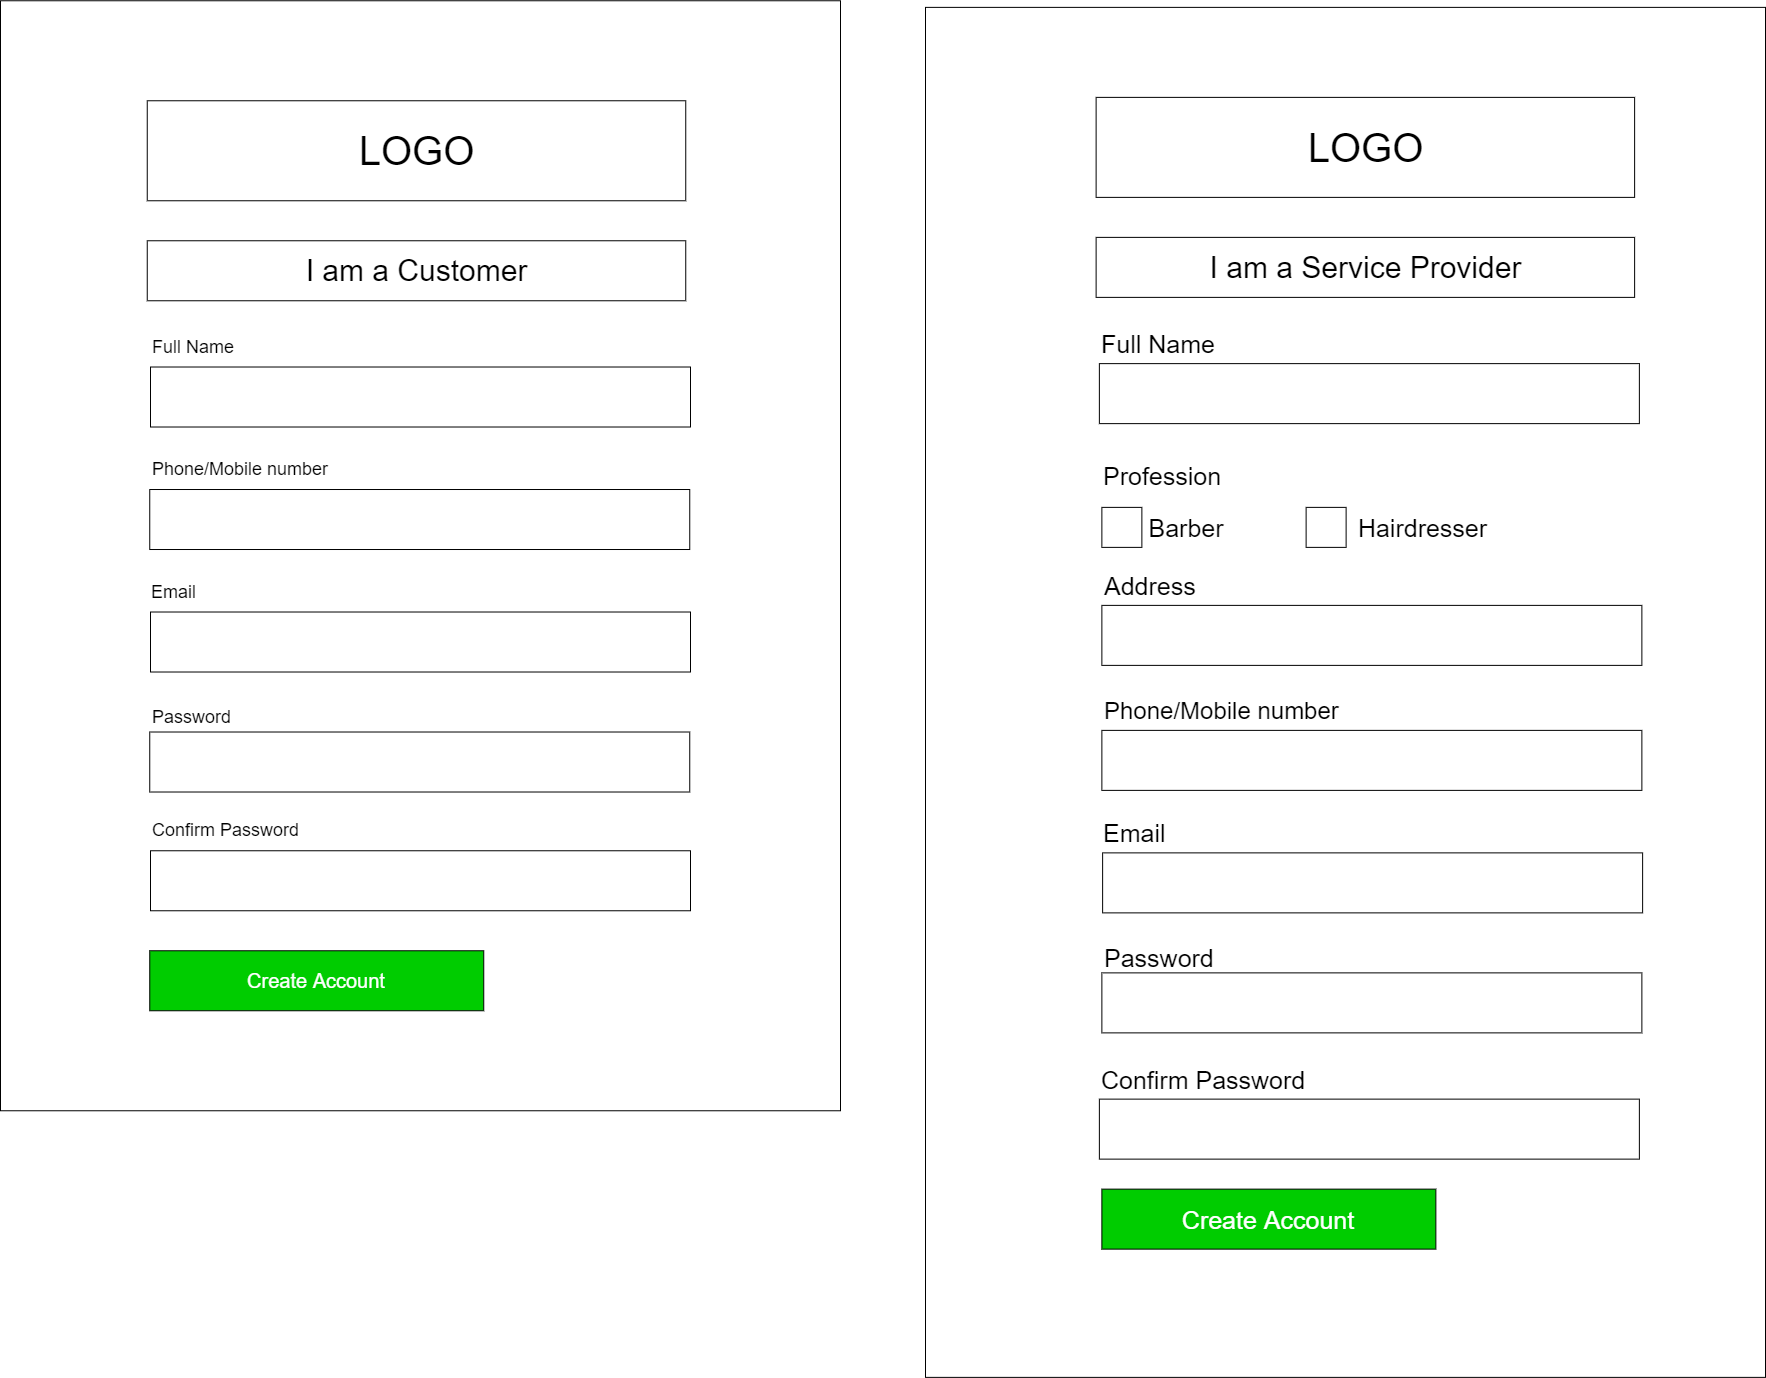 LOGO
I am a Customer
Full Name
Phone/Mobile number
Email
Password
Confirm Password
Create Account
LOGO
I am a Service Provider
Full Name
Profession
Barber Hairdresser
Address
Phone/Mobile number
Email
Password
Confirm Password
Create Account